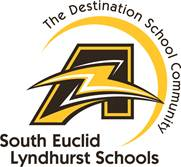 The Destination School Community
A
South Euclid
Lyndhurst Schools